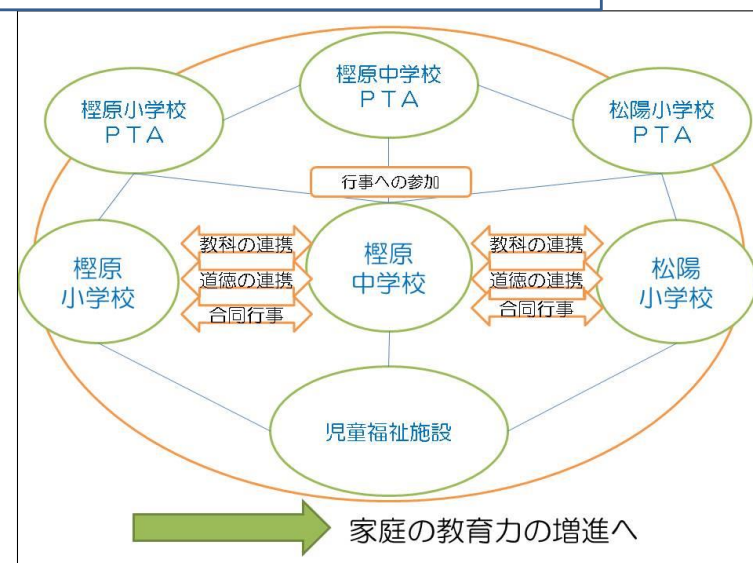 樫原中学校
ＰＴＡ
樫原小学校
ＰＴＡ
松陽小学校
ＰＴＡ
行事への参加
樫原
小学校
教科の連携
道徳の連携
合同行事
樫原
中学校
教科の連携
道徳の連携
合同行事
松陽
小学校
児童福祉施設
家庭の教育力の増進へ